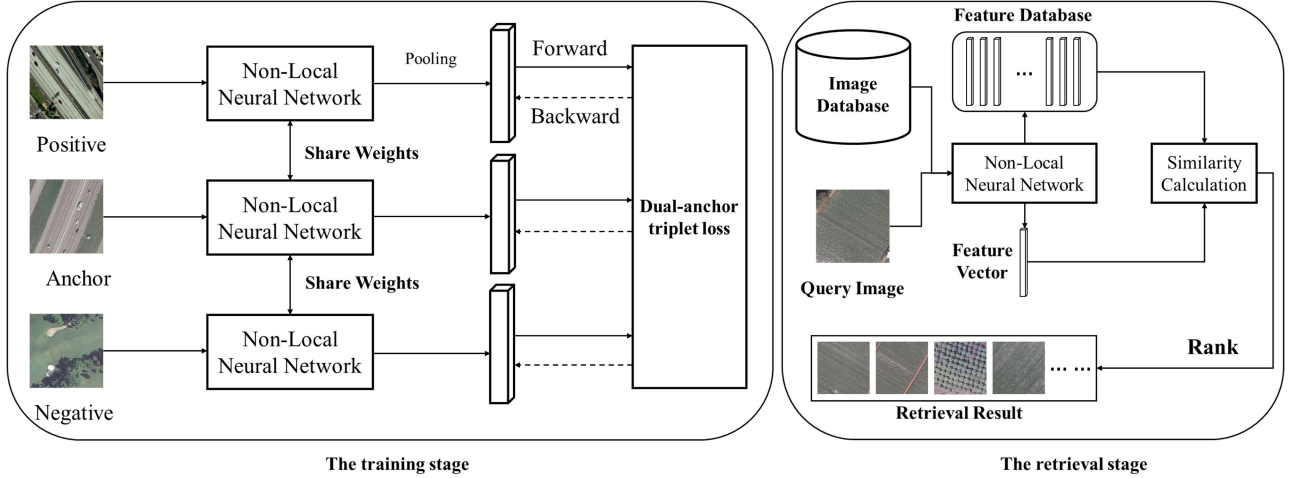 Positive
Non-Local
Neural Network
Pooling
Forward
Backward
Share Weights
Anchor
Non-Local
Neural Network
Dual-anchor
triplet loss
Share Weights
Negative
Non-Local
Neural Network
The training stage
Feature Database
...
Image
Database
Non-Local
Neural Network
Similarity
Calculation
Query Image
Feature
Vector
Rank
... ...
Retrieval Result
The retrieval stage